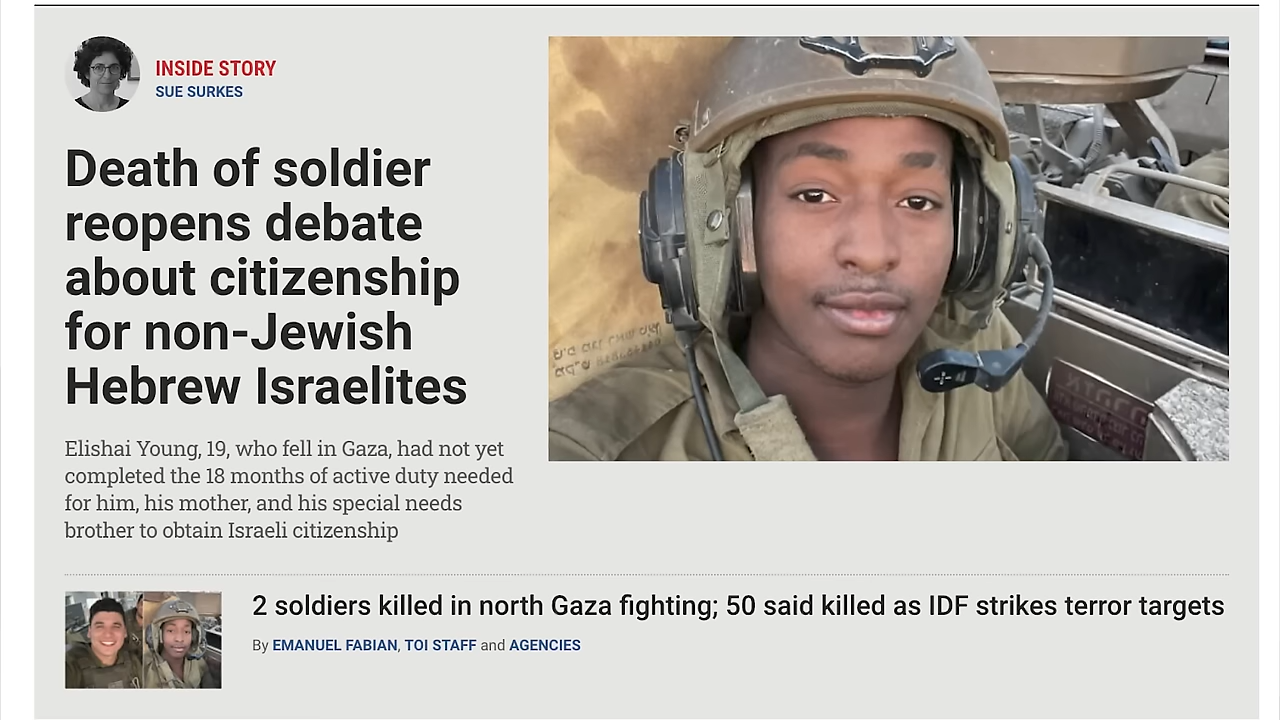 INSIDE STORY
SUE SURKES
Death of soldier
reopens debate
about citizenship
for non-Jewish
Hebrew Israelites
Elishai Young, 19, who fell in Gaza, had not yet
completed the 18 months of active duty needed
for him, his mother, and his special needs
brother to obtain Israeli citizenship
2 soldiers killed in north Gaza fighting; 50 said killed as IDF strikes terror targets
By EMANUEL FABIAN, TOI STAFF and AGENCIES